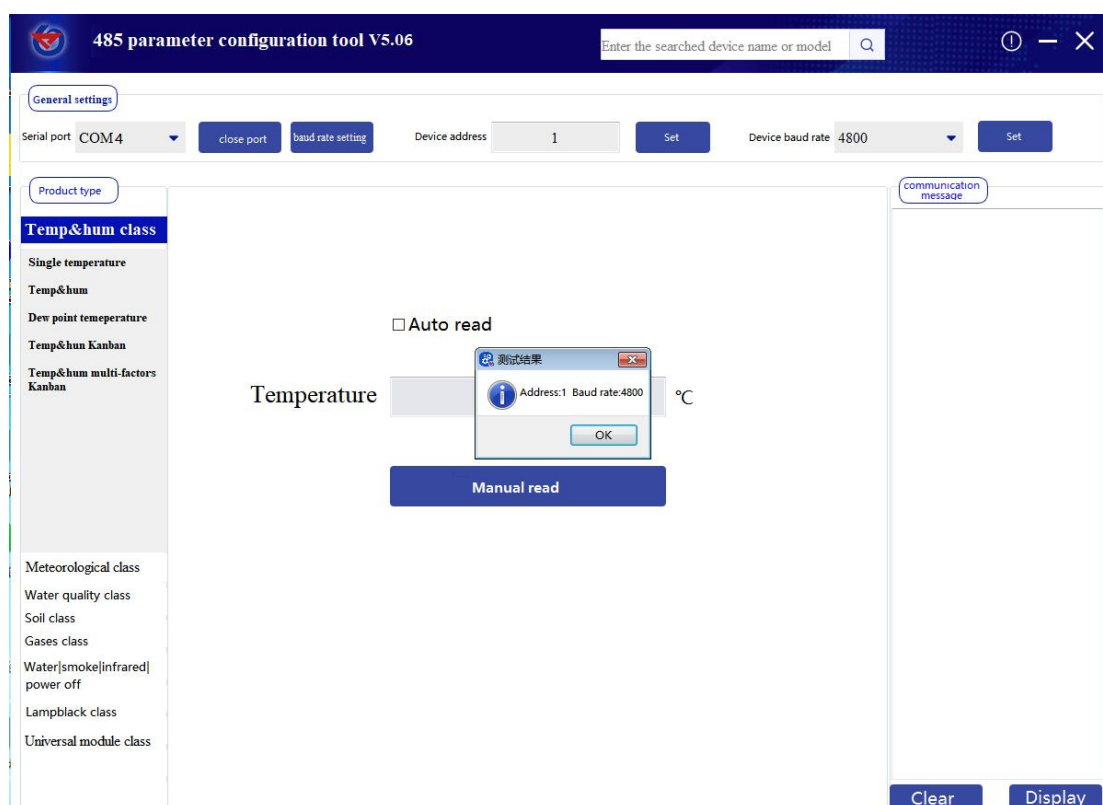 485 parameter configuration tool V5.06
Enter the searched device name or model
General settings
Serial port COM4 close port baud rate setting Device address 1 Set Device baud rate 4800 Set
Product type
communication
message
Temp&hum class
Single temperature
Temp&hum
Dew point temeperature
Temp&hun Kanban
Temp&hum multi-factors
Kanban
Auto read
测试结果
Address:1 Baud rate:4800
OK
Temperature
℃
Manual read
Meteorological class
Water quality class
Soil class
Gases class
Water|smoke|infrared|
power off
Lampblack class
Universal module class
Clear Display